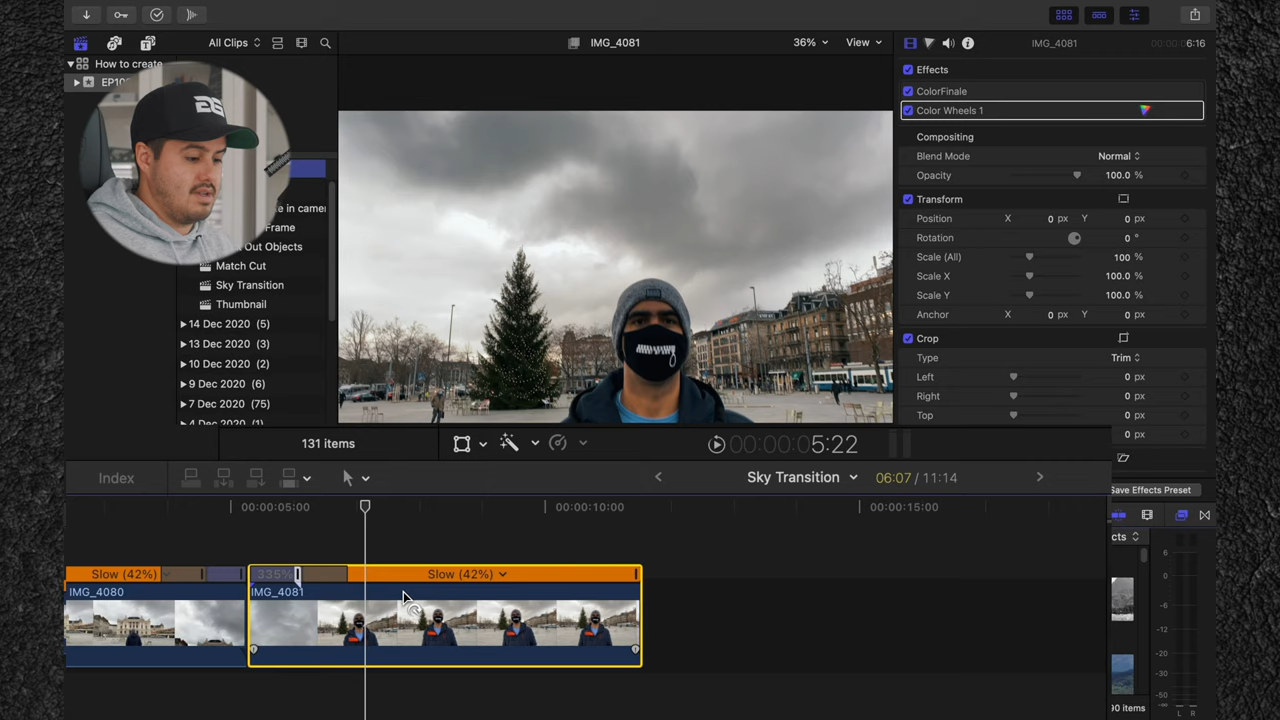 All Clips
IMG_4081
36%
View
IMG_4081
6:16
How to create
EP10
e in camer
Frame
Out Objects
Match Cut
Sky Transition
Thumbnail
14 Dec 2020 (5)
13 Dec 2020 (3)
10 Dec 2020 (2)
9 Dec 2020 (6)
7 Dec 2020 (75)
4 Dec 2020 (1)
Effects
ColorFinale
Color Wheels 1
Compositing
Blend Mode Normal
Opacity 100.0 %
Transform
Position X 0 px Y 0 px
Rotation 0 °
Scale (All) 100 %
Scale X 100.0 %
Scale Y 100.0 %
Anchor X 0 px Y 0 px
Crop
Type Trim
Left 0 px
Right 0 px
Top 0 px
0 px
131 items
00:00:05:22
Save Effects Preset
Index
Sky Transition
06:07 / 11:14
00:00:05:00
00:00:10:00
00:00:15:00
cts
Slow (42%)
335%
Slow (42%)
IMG_4080
IMG_4081
6
0
-6
-12
-20
-30
-50
-∞
L R
90 items